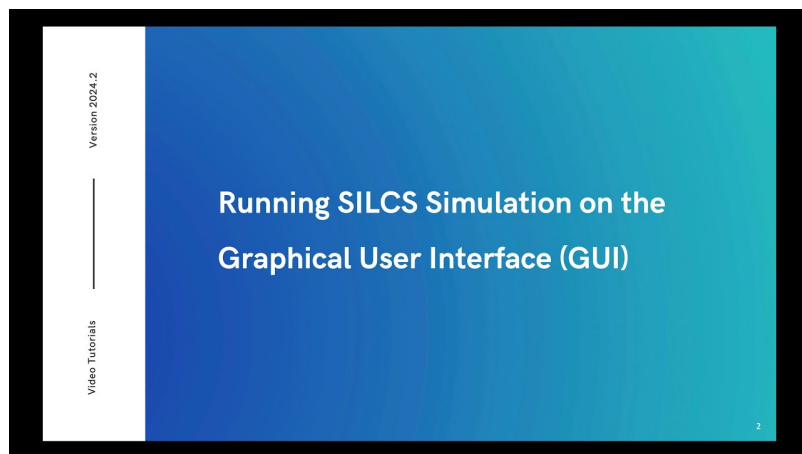 Version 2024.2
Video Tutorials
Running SILCS Simulation on the
Graphical User Interface (GUI)
2